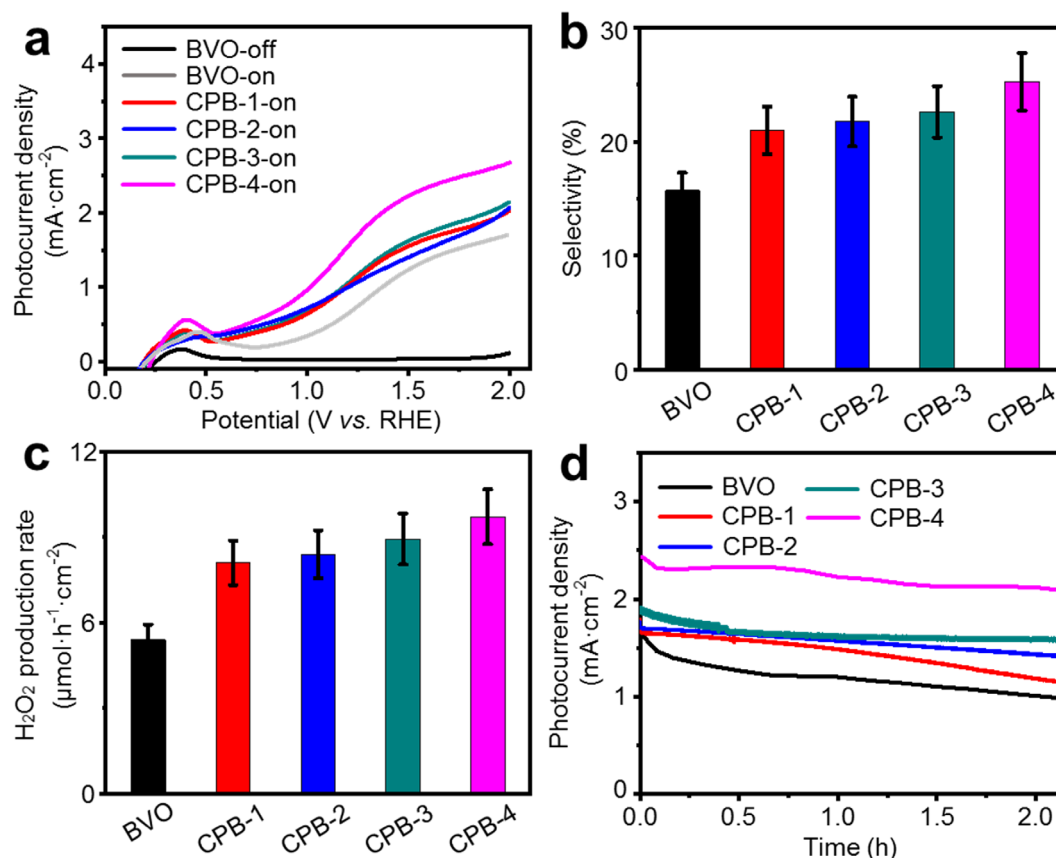 a
BVO-off
BVO-on
CPB-1-on
CPB-2-on
CPB-3-on
CPB-4-on
Photocurrent density
(mA·cm⁻²)
4
3
2
1
0
0.0
0.5
1.0
1.5
2.0
Potential (V vs. RHE)
b
Selectivity (%)
30
20
10
0
BVO
CPB-1
CPB-2
CPB-3
CPB-4
c
H₂O₂ production rate
(μmol·h⁻¹·cm⁻²)
12
6
0
BVO
CPB-1
CPB-2
CPB-3
CPB-4
d
BVO
CPB-1
CPB-2
CPB-3
CPB-4
Photocurrent density
(mA·cm⁻²)
3
2
1
0
0.0
0.5
1.0
1.5
2.0
Time (h)